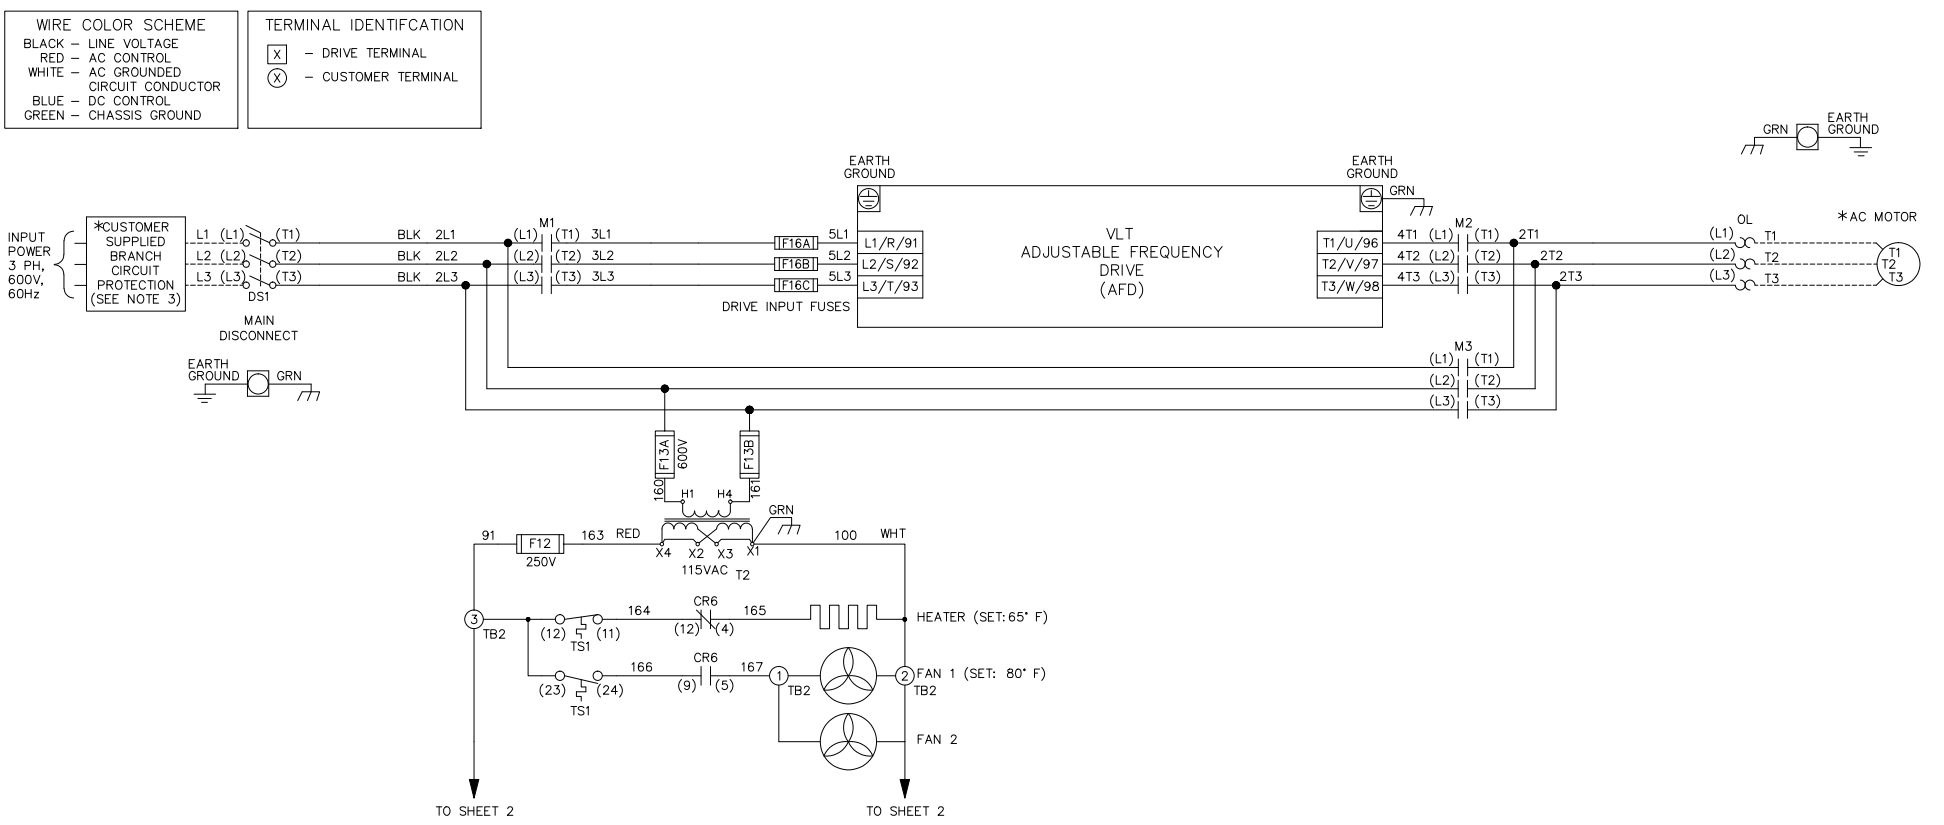 WIRE COLOR SCHEME
BLACK – LINE VOLTAGE
RED – AC CONTROL
WHITE – AC GROUNDED
CIRCUIT CONDUCTOR
BLUE – DC CONTROL
GREEN – CHASSIS GROUND
TERMINAL IDENTIFCATION
X – DRIVE TERMINAL
X – CUSTOMER TERMINAL
GRN
EARTH
GROUND
INPUT
POWER
3 PH,
600V,
60Hz
*CUSTOMER
SUPPLIED
BRANCH
CIRCUIT
PROTECTION
(SEE NOTE 3)
L1 (L1) (T1) BLK 2L1 (L1) M1 (T1) 3L1 F16A 5L1
L2 (L2) (T2) BLK 2L2 (L2) (T2) 3L2 F16B 5L2
L3 (L3) (T3) BLK 2L3 (L3) (T3) 3L3 F16C 5L3
DS1
MAIN
DISCONNECT
DRIVE INPUT FUSES
EARTH
GROUND
L1/R/91
L2/S/92
L3/T/93
VLT
ADJUSTABLE FREQUENCY
DRIVE
(AFD)
EARTH
GROUND
GRN
T1/U/96
T2/V/97
T3/W/98
4T1 (L1) M2 (T1) 2T1
4T2 (L2) (T2) 2T2
4T3 (L3) (T3) 2T3
OL
(L1) T1
(L2) T2
(L3) T3
*AC MOTOR
T1
T2
T3
M3
(L1) (T1)
(L2) (T2)
(L3) (T3)
EARTH
GROUND
GRN
F13A
600V
F13B
160
161
H1 H4
GRN
91 F12 163 RED
250V
X4 X2 X3 X1
115VAC T2
100 WHT
3
TB2
(12) (11)
TS1
164
CR6
(12) (4)
165
HEATER (SET:65° F)
(23) (24)
TS1
166
CR6
(9) (5)
167
1
TB2
2
TB2
FAN 1 (SET: 80° F)
FAN 2
TO SHEET 2
TO SHEET 2